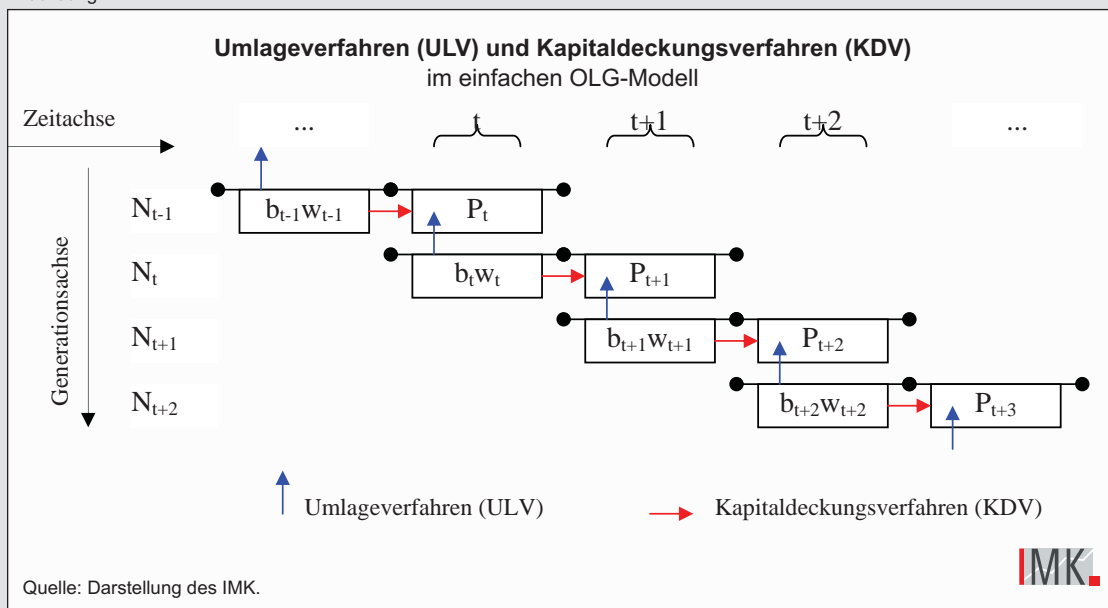 Umlageverfahren (ULV) und Kapitaldeckungsverfahren (KDV)
im einfachen OLG-Modell
Zeitachse
... t t+1 t+2 ...
Generationsachse
N_{t-1} b_{t-1}w_{t-1} P_t
N_t b_tw_t P_{t+1}
N_{t+1} b_{t+1}w_{t+1} P_{t+2}
N_{t+2} b_{t+2}w_{t+2} P_{t+3}
Umlageverfahren (ULV) Kapitaldeckungsverfahren (KDV)
Quelle: Darstellung des IMK.
IMK